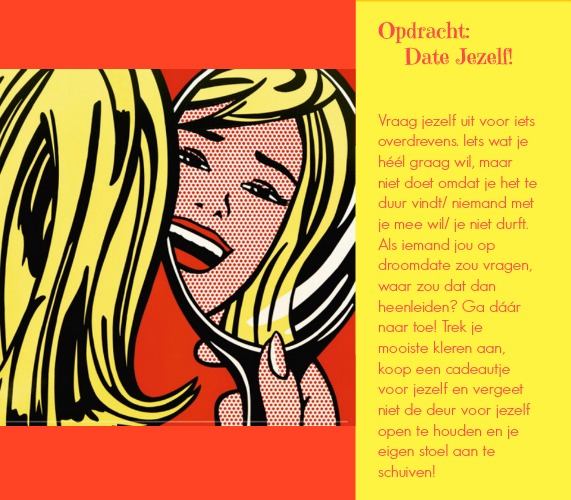 Opdracht:
Date Jezelf!
Vraag jezelf uit voor iets
overdrevens. Iets wat je
héél graag wil, maar
niet doet omdat je het te
duur vindt/ niemand met
je mee wil/ je niet durft.
Als iemand jou op
droomdate zou vragen,
waar zou dat dan
heenleiden? Ga dáár
naar toe! Trek je
mooiste kleren aan,
koop een cadeautje
voor jezelf en vergeet
niet de deur voor jezelf
open te houden en je
eigen stoel aan te
schuiven!